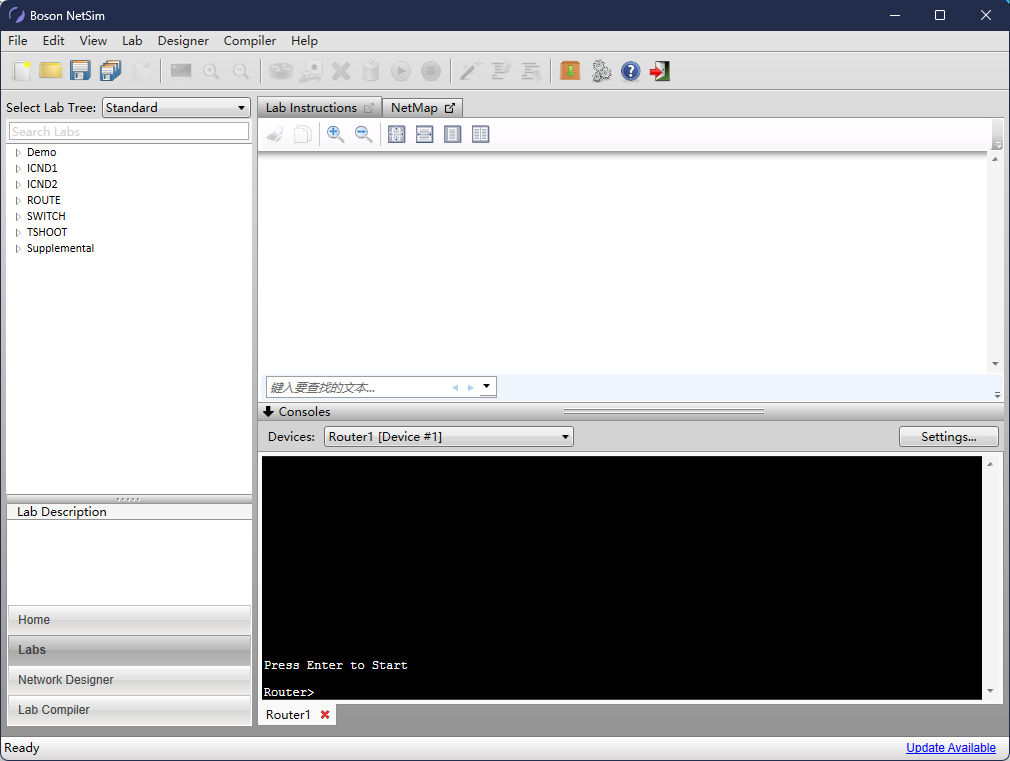 Boson NetSim
File Edit View Lab Designer Compiler Help
Select Lab Tree: Standard
Search Labs
Demo
ICND1
ICND2
ROUTE
SWITCH
TSHOOT
Supplemental
Lab Description
Home
Labs
Network Designer
Lab Compiler
Lab Instructions NetMap
键入要查找的文本...
Consoles
Devices: Router1 [Device #1] Settings...
Press Enter to Start
Router>
Router1
Ready Update Available